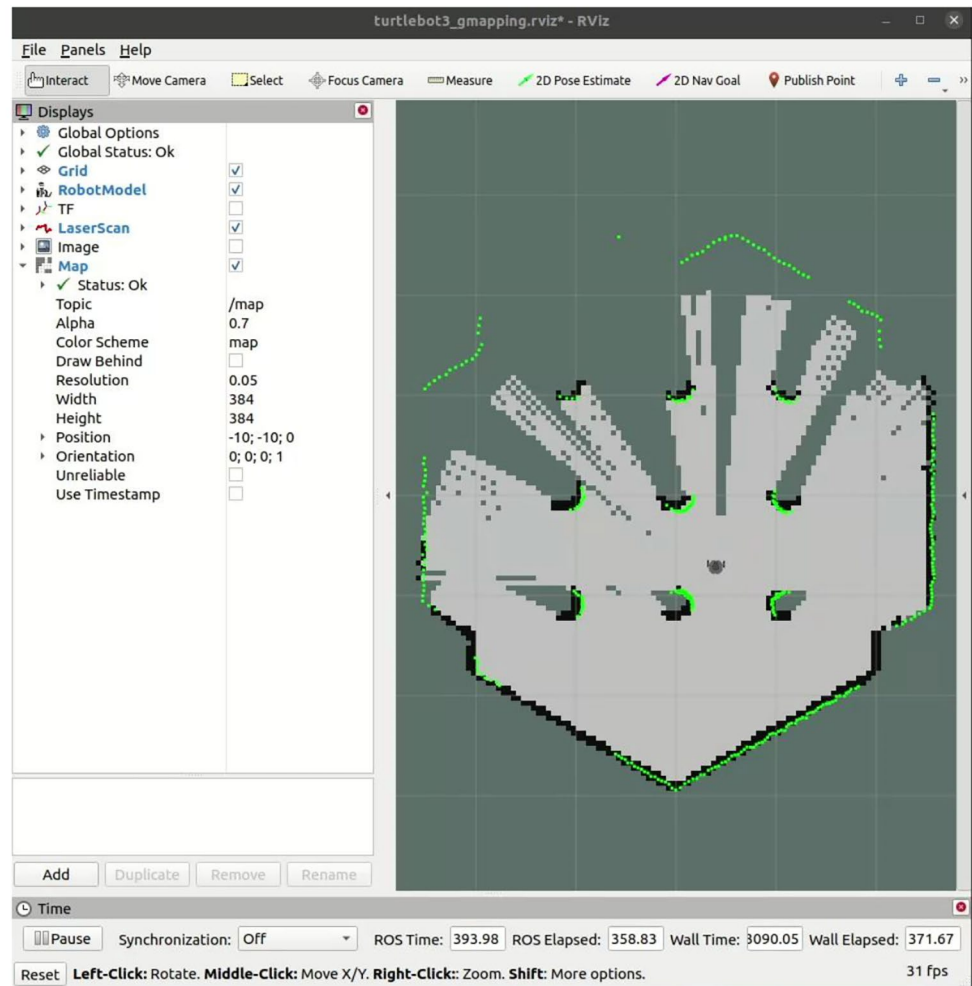 turtlebot3_gmapping.rviz* - RViz
File Panels Help
Interact Move Camera Select Focus Camera Measure 2D Pose Estimate 2D Nav Goal Publish Point
Displays
Global Options
Global Status: Ok
Grid
RobotModel
TF
LaserScan
Image
Map
Status: Ok
Topic /map
Alpha 0.7
Color Scheme map
Draw Behind
Resolution 0.05
Width 384
Height 384
Position -10; -10; 0
Orientation 0; 0; 0; 1
Unreliable
Use Timestamp
Add Duplicate Remove Rename
Time
Pause Synchronization: Off ROS Time: 393.98 ROS Elapsed: 358.83 Wall Time: 3090.05 Wall Elapsed: 371.67
Reset Left-Click: Rotate. Middle-Click: Move X/Y. Right-Click:: Zoom. Shift: More options. 31 fps